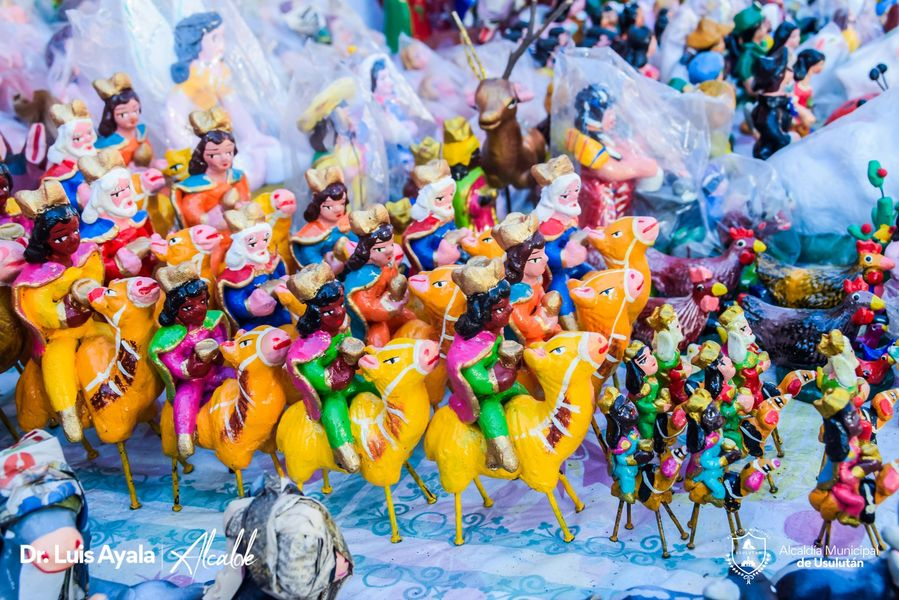 Dr. Luis Ayala | Alcalde
Alcaldía Municipal
de Usulután